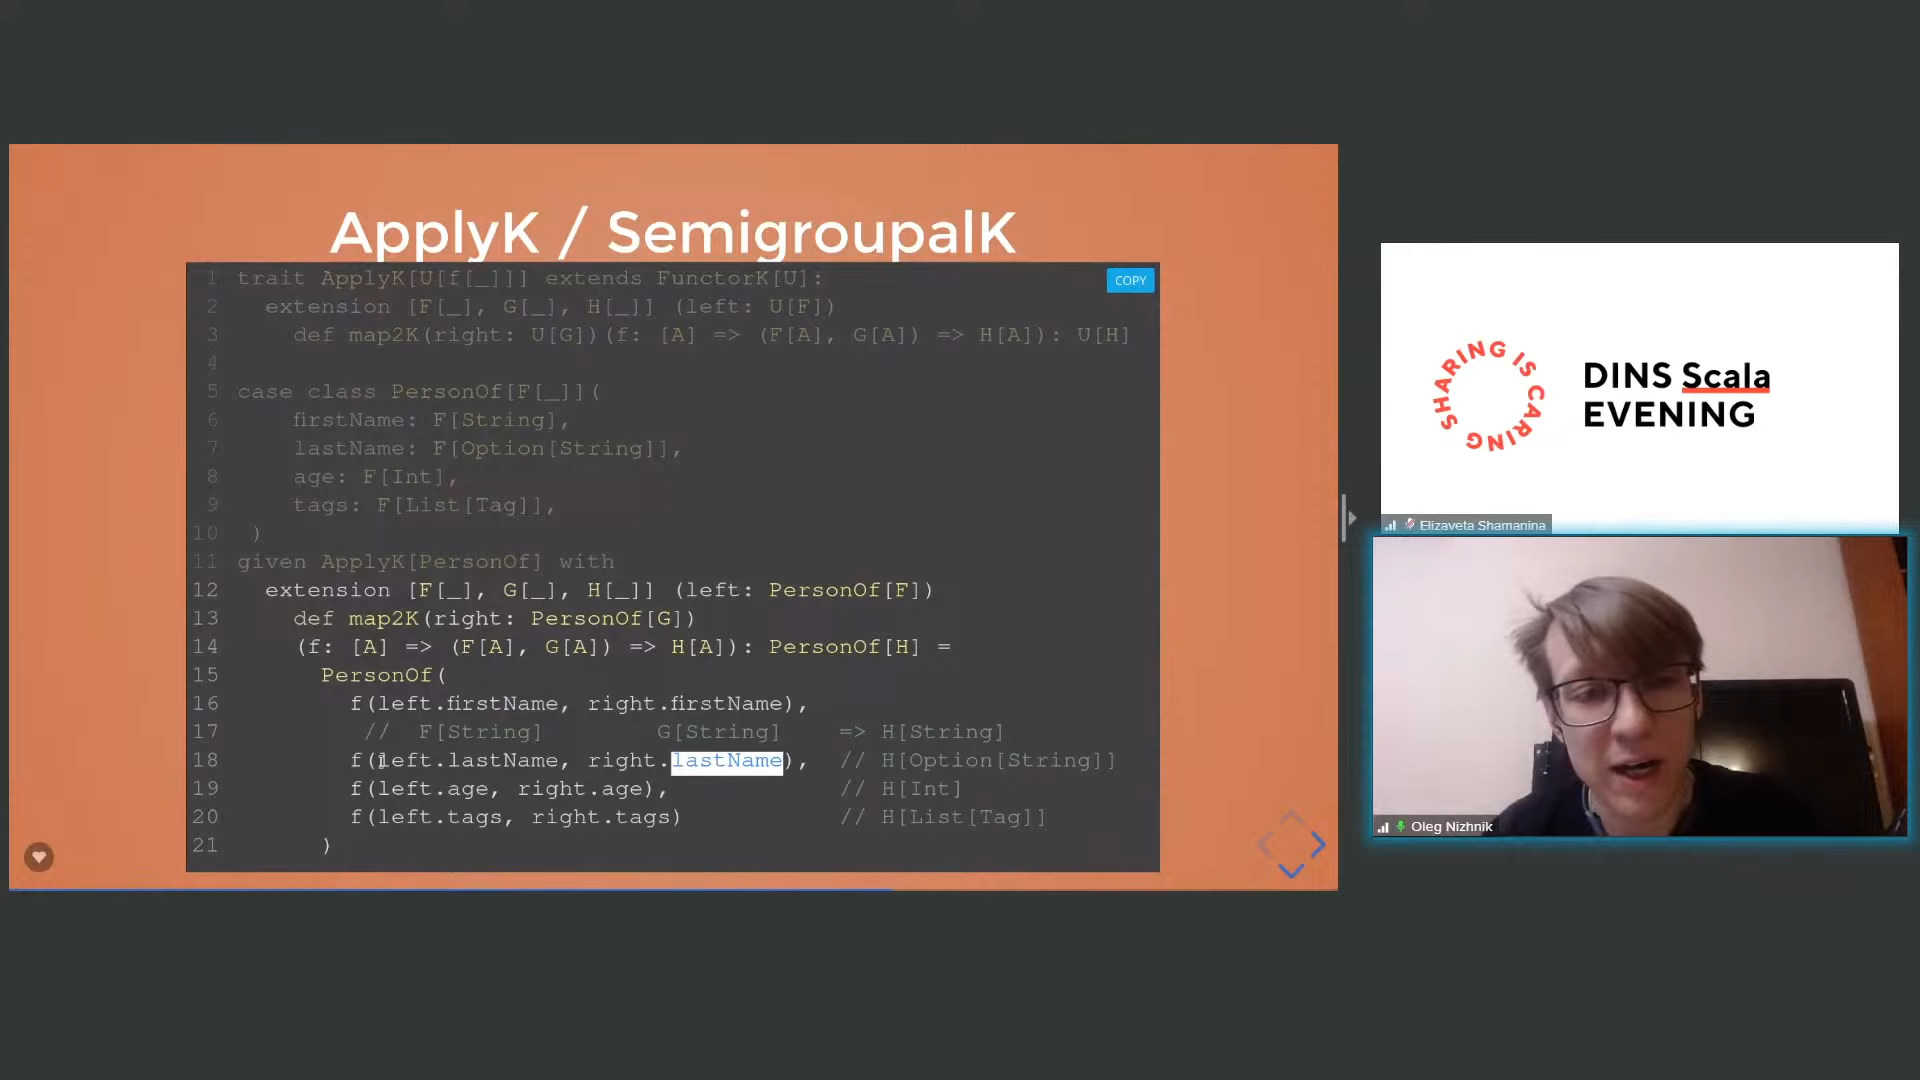 ApplyK / SemigroupalK
COPY
1 trait ApplyK[U[f[_]]] extends FunctorK[U]:
2 extension [F[_], G[_], H[_]] (left: U[F])
3 def map2K(right: U[G])(f: [A] => (F[A], G[A]) => H[A]): U[H]
4
5 case class PersonOf[F[_]](
6 firstName: F[String],
7 lastName: F[Option[String]],
8 age: F[Int],
9 tags: F[List[Tag]],
10 )
11 given ApplyK[PersonOf] with
12 extension [F[_], G[_], H[_]] (left: PersonOf[F])
13 def map2K(right: PersonOf[G])
14 (f: [A] => (F[A], G[A]) => H[A]): PersonOf[H] =
15 PersonOf(
16 f(left.firstName, right.firstName),
17 // F[String] G[String] => H[String]
18 f(left.lastName, right.lastName), // H[Option[String]]
19 f(left.age, right.age), // H[Int]
20 f(left.tags, right.tags) // H[List[Tag]]
21 )
SHARING IS CARING
DINS Scala
EVENING
Elizaveta Shamanina
Oleg Nizhnik